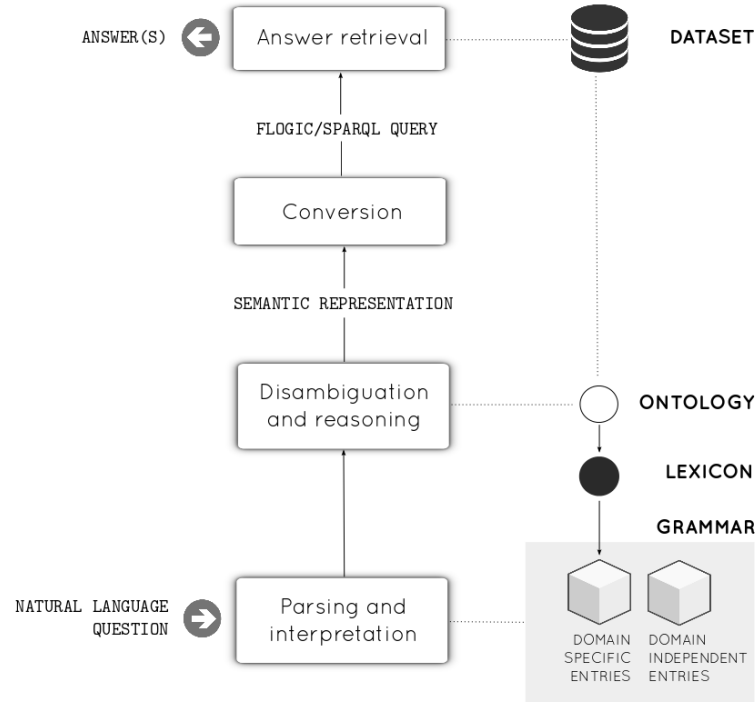 ANSWER(S)
Answer retrieval
DATASET
FLOGIC/SPARQL QUERY
Conversion
SEMANTIC REPRESENTATION
Disambiguation
and reasoning
ONTOLOGY
LEXICON
GRAMMAR
NATURAL LANGUAGE
QUESTION
Parsing and
interpretation
DOMAIN
SPECIFIC
ENTRIES
DOMAIN
INDEPENDENT
ENTRIES